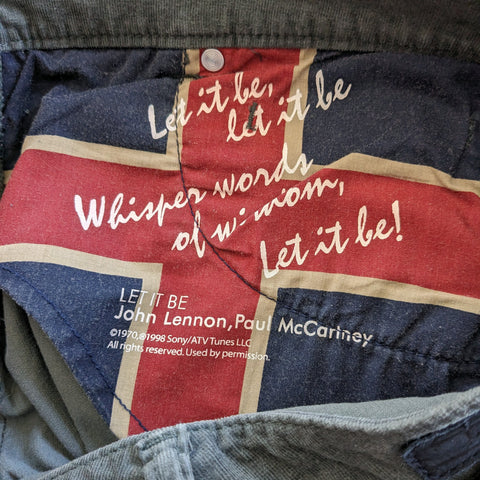 Let it be,
let it be
Whisper words
of wisdom,
Let it be!
LET IT BE
John Lennon, Paul McCartney
©1970,®1998 Sony/ATV Tunes LLC
All rights reserved. Used by permission.